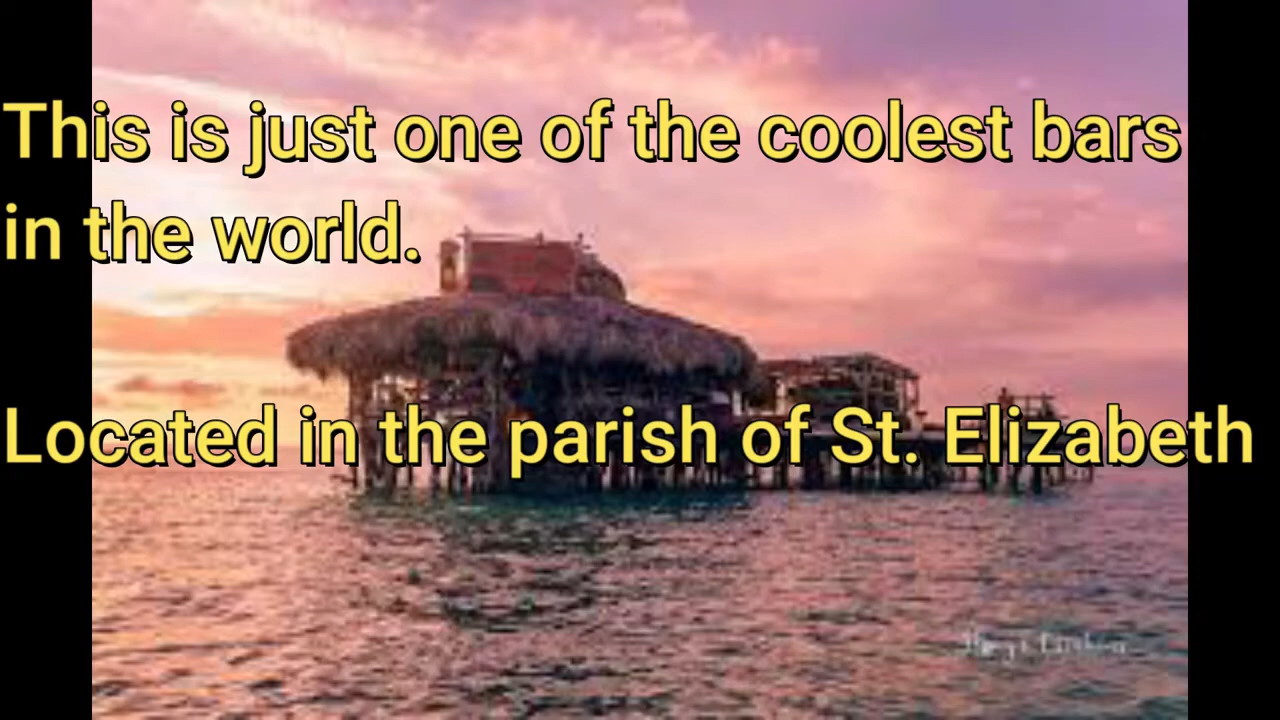 This is just one of the coolest bars
in the world.
Located in the parish of St. Elizabeth